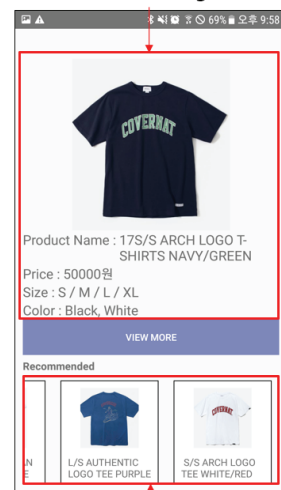 69% 오후 9:58
COVERNAT
Product Name : 17S/S ARCH LOGO T-
SHIRTS NAVY/GREEN
Price : 50000원
Size : S / M / L / XL
Color : Black, White
VIEW MORE
Recommended
L/S AUTHENTIC
LOGO TEE PURPLE
COVERNAT
S/S ARCH LOGO
TEE WHITE/RED